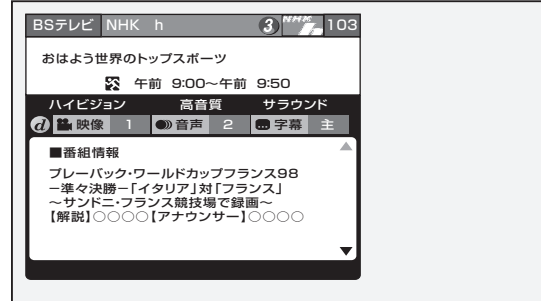 BSテレビ NHK h 3 NHK h 103
おはよう世界のトップスポーツ
午前 9:00～午前 9:50
ハイビジョン 高音質 サラウンド
d 映像 1 音声 2 字幕 主
■番組情報
プレーバック・ワールドカップフランス98
－準々決勝－「イタリア」対「フランス」
～サンドニ・フランス競技場で録画～
【解説】○○○○【アナウンサー】○○○○